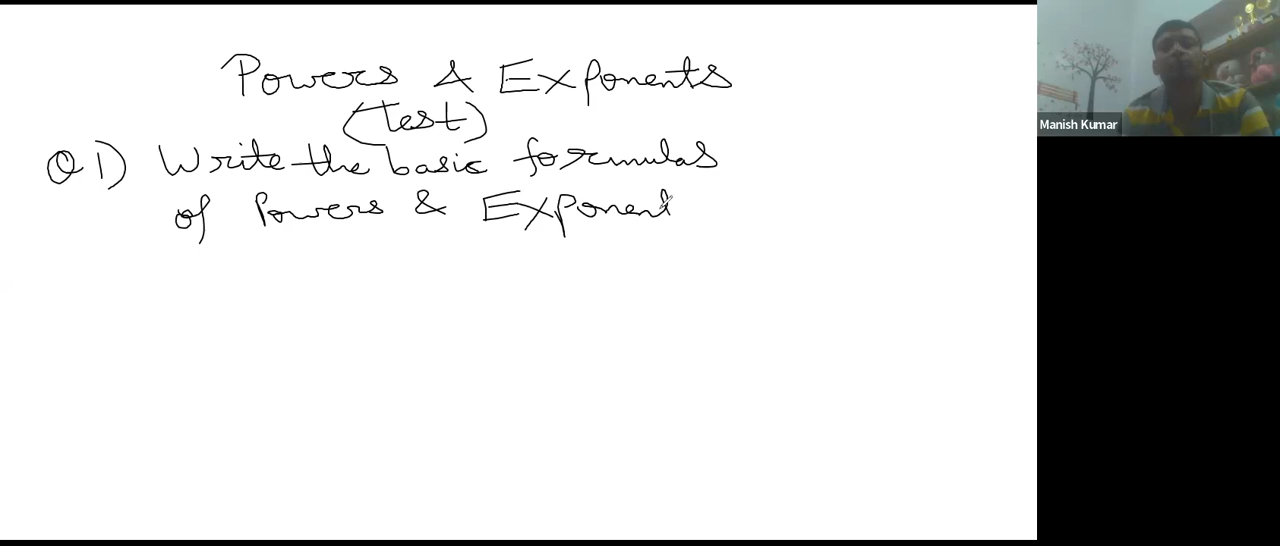 Powers & Exponents
(Test)
Q1) Write the basic formulas
of Powers & Exponent
Manish Kumar